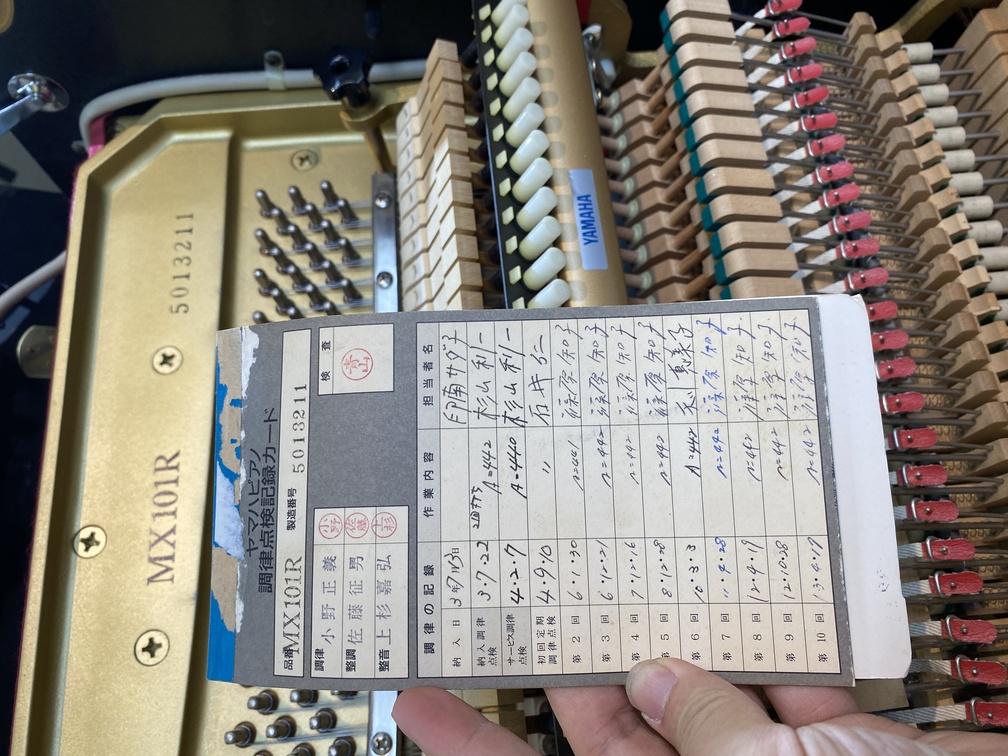 MX101R
5013211
ヤマハピアノ
調律点検記録カード
品番 MX101R 製造番号 5013211
調律 小野正義 小野
検査
整調 佐藤征男 佐藤
青山
整音 上杉嘉弘 上杉
調律の記録 作業内容 担当者名
納入日 3年7月13日 印南サダ子
納入調律点検 3.7.22 A=442 杉山利一
サービス調律点検 4.2.7 A=440 杉山利一
初回定期調律点検 4.9.10 〃 石井仁
第2回 6.1.30 A=441 篠原知子
第3回 6.12.21 A=442 篠原知子
第4回 7.12.16 A=442 篠原知子
第5回 8.12.28 A=442 篠原知子
第6回 10.3.3 A=442
第7回 〃.4.28 A=442 篠原知子
第8回 12.4.19 A=442 篠原知子
第9回 12.10.28 A=442 篠原知子
第10回 13.4.17 A=442 篠原知子
YAMAHA